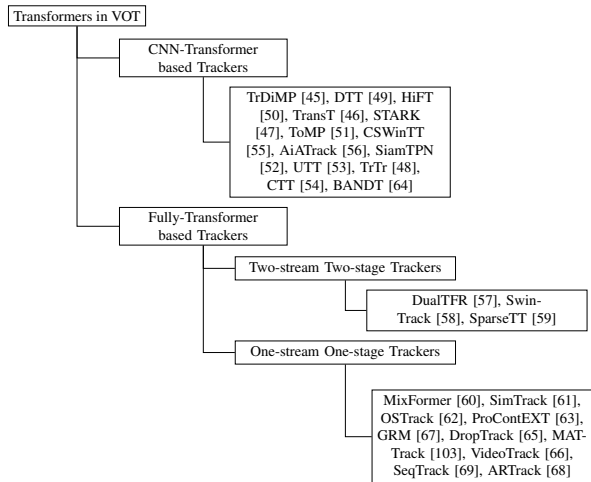 Transformers in VOT
CNN-Transformer
based Trackers
TrDiMP [45], DTT [49], HiFT
[50], TransT [46], STARK
[47], ToMP [51], CSWinTT
[55], AiATrack [56], SiamTPN
[52], UTT [53], TrTr [48],
CTT [54], BANDT [64]
Fully-Transformer
based Trackers
Two-stream Two-stage Trackers
DualTFR [57], Swin-
Track [58], SparseTT [59]
One-stream One-stage Trackers
MixFormer [60], SimTrack [61],
OSTrack [62], ProContEXT [63],
GRM [67], DropTrack [65], MAT-
Track [103], VideoTrack [66],
SeqTrack [69], ARTrack [68]